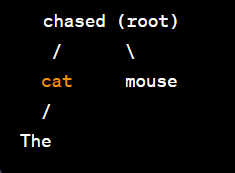 chased (root)
/ \
cat mouse
/
The